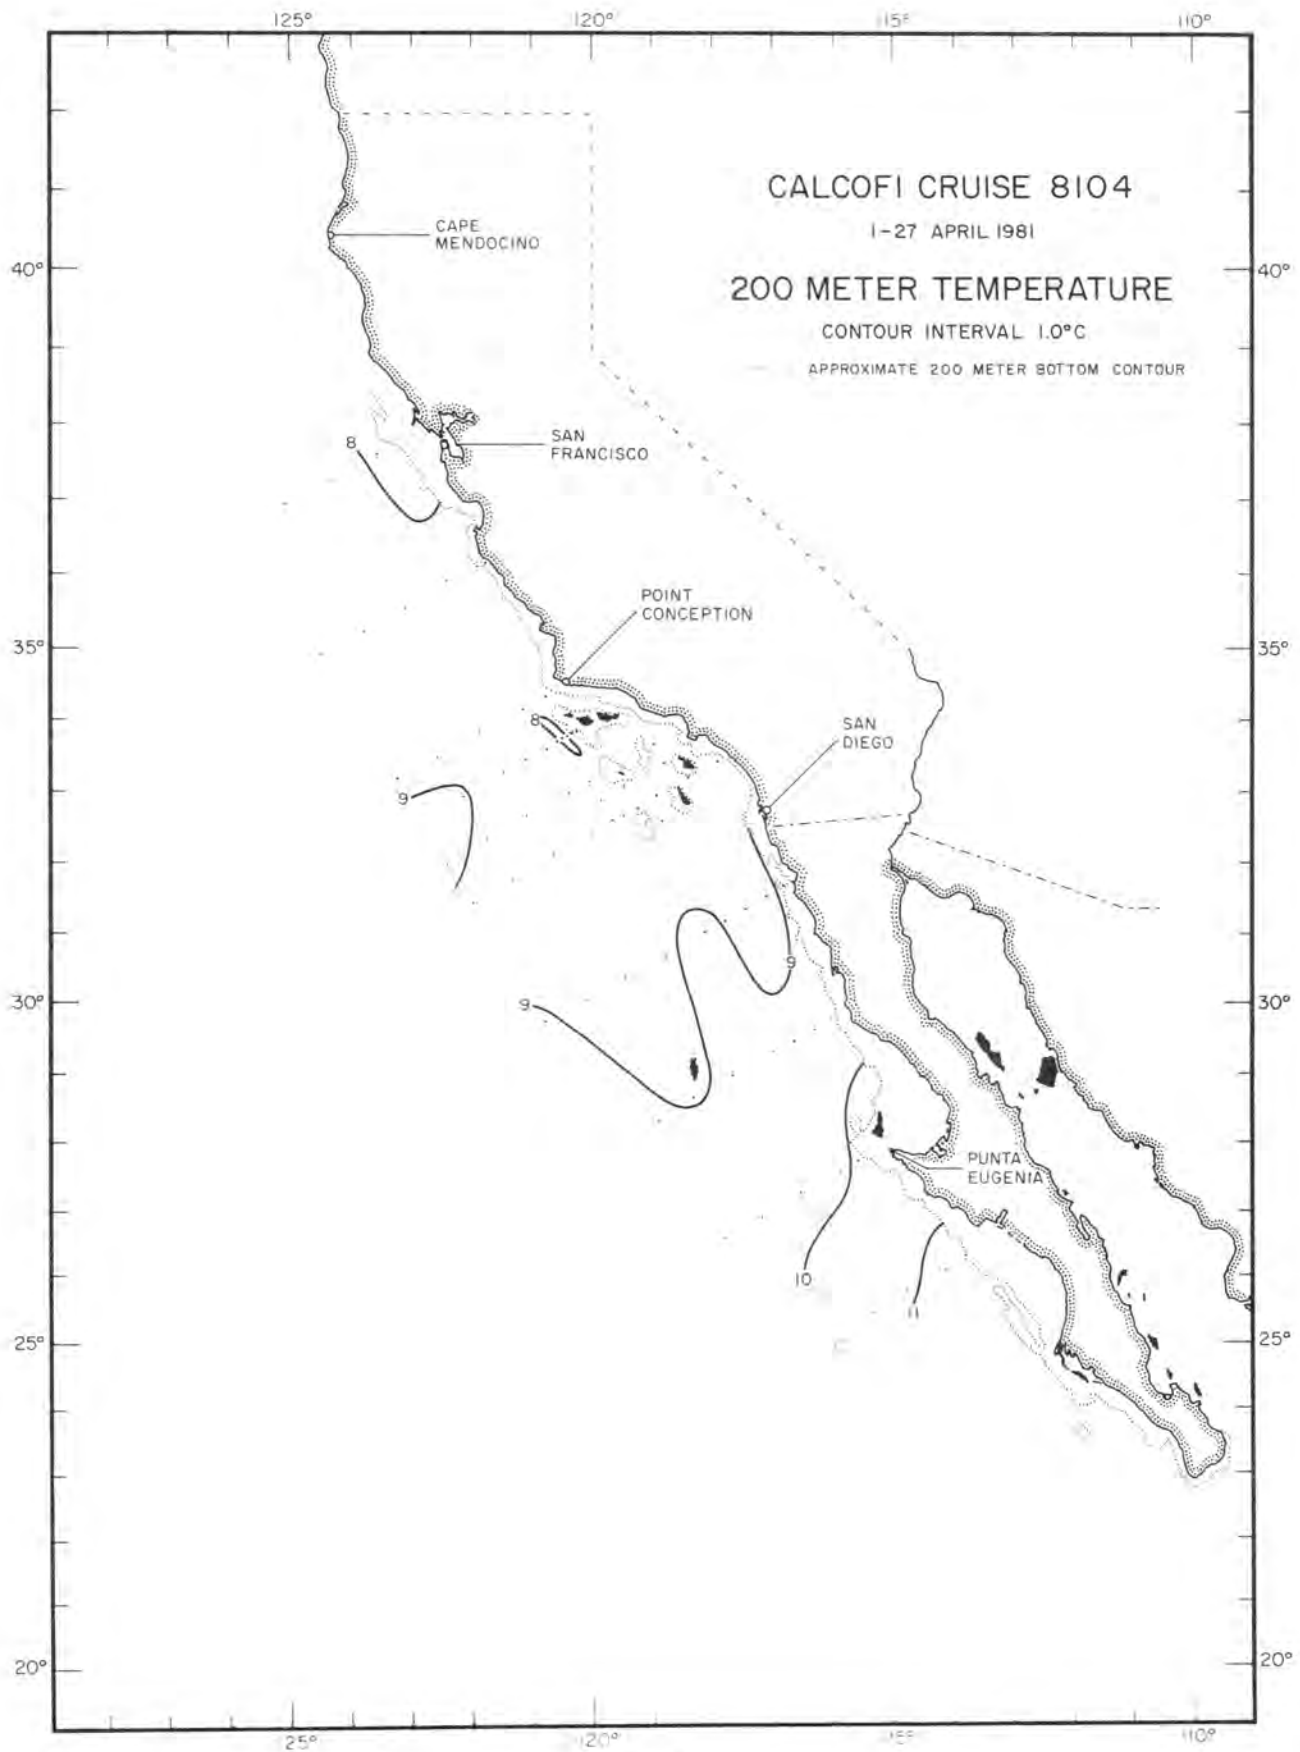 125° 120° 115° 110°
CALCOFI CRUISE 8104
1-27 APRIL 1981
CAPE
MENDOCINO
40° 40°
200 METER TEMPERATURE
CONTOUR INTERVAL 1.0°C
APPROXIMATE 200 METER BOTTOM CONTOUR
8
SAN
FRANCISCO
POINT
CONCEPTION
35° 35°
8
SAN
DIEGO
9
9
9
30° 30°
PUNTA
EUGENIA
10
11
25° 25°
20° 20°
120° 110°